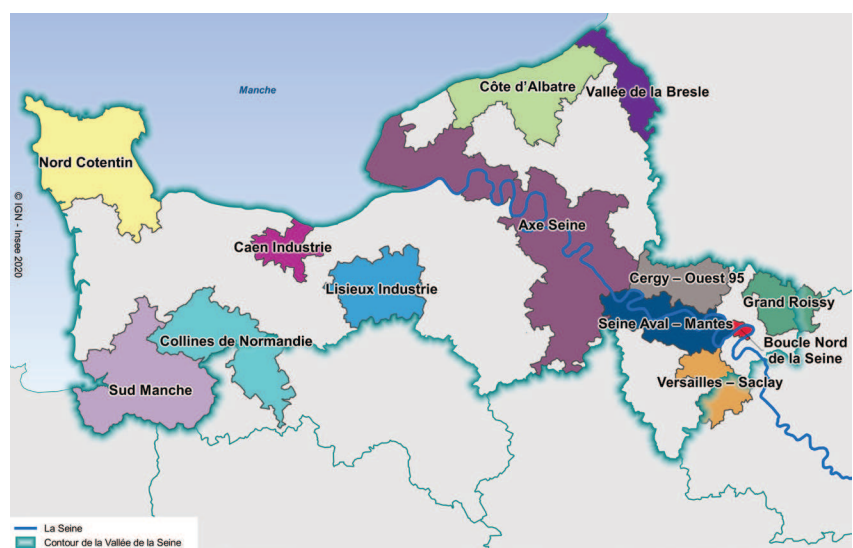 Manche
Côte d'Albatre
Vallée de la Bresle
Nord Cotentin
© IGN - Insee 2020
Axe Seine
Caen Industrie
Cergy – Ouest 95
Lisieux Industrie
Grand Roissy
Seine Aval – Mantes
Collines de Normandie
Boucle Nord
de la Seine
Versailles – Saclay
Sud Manche
La Seine
Contour de la Vallée de la Seine